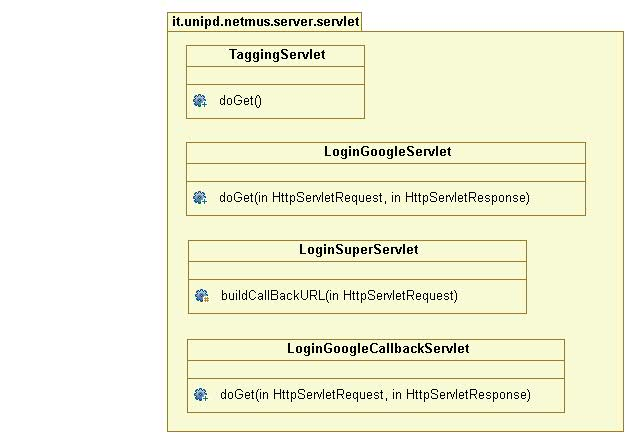 it.unipd.netmus.server.servlet
TaggingServlet
doGet()
LoginGoogleServlet
doGet(in HttpServletRequest, in HttpServletResponse)
LoginSuperServlet
buildCallBackURL(in HttpServletRequest)
LoginGoogleCallbackServlet
doGet(in HttpServletRequest, in HttpServletResponse)